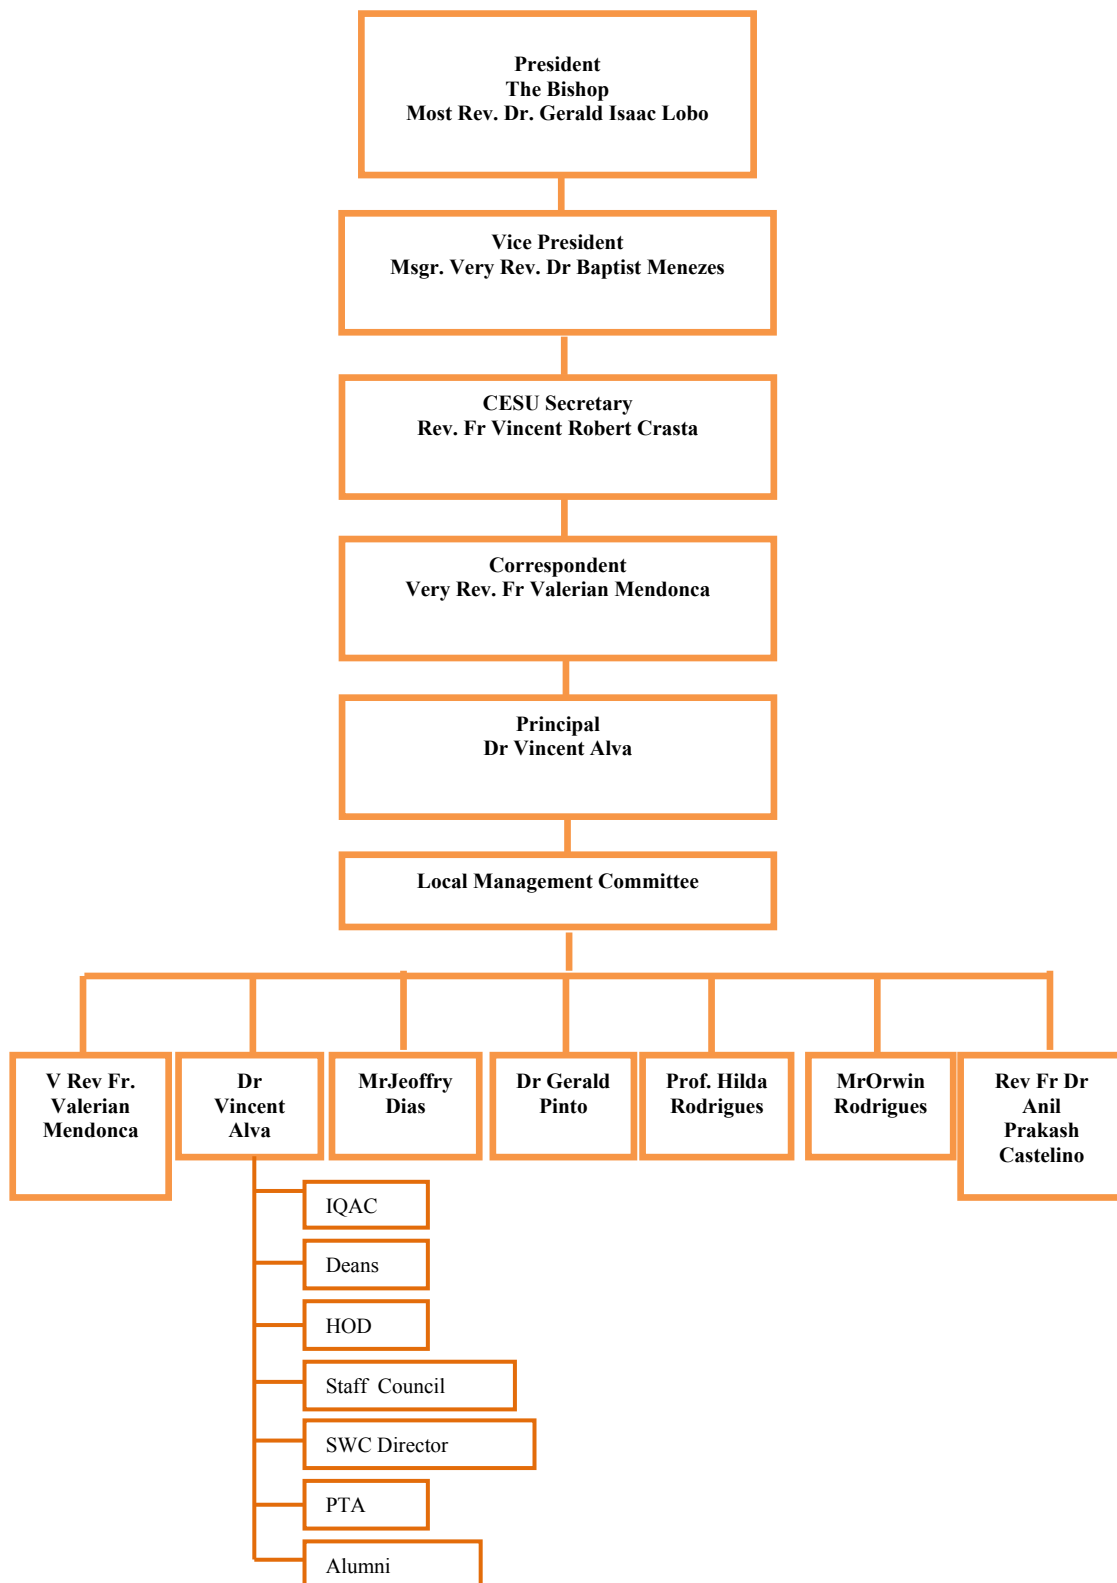 President
The Bishop
Most Rev. Dr. Gerald Isaac Lobo
Vice President
Msgr. Very Rev. Dr Baptist Menezes
CESU Secretary
Rev. Fr Vincent Robert Crasta
Correspondent
Very Rev. Fr Valerian Mendonca
Principal
Dr Vincent Alva
Local Management Committee
V Rev Fr.
Valerian
Mendonca
Dr
Vincent
Alva
MrJeoffry
Dias
Dr Gerald
Pinto
Prof. Hilda
Rodrigues
MrOrwin
Rodrigues
Rev Fr Dr
Anil
Prakash
Castelino
IQAC
Deans
HOD
Staff  Council
SWC Director
PTA
Alumni